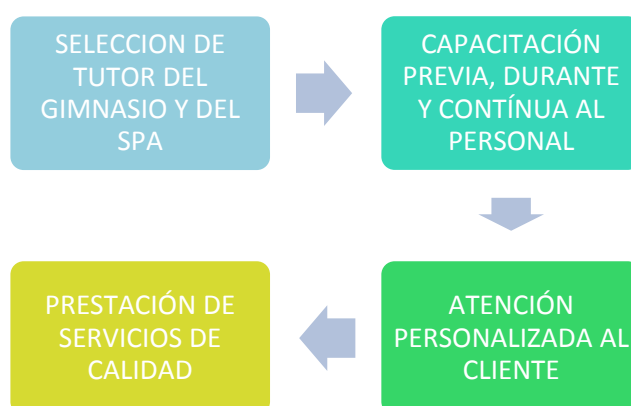 SELECCION DE
TUTOR DEL
GIMNASIO Y DEL
SPA
CAPACITACIÓN
PREVIA, DURANTE
Y CONTÍNUA AL
PERSONAL
ATENCIÓN
PERSONALIZADA AL
CLIENTE
PRESTACIÓN DE
SERVICIOS DE
CALIDAD